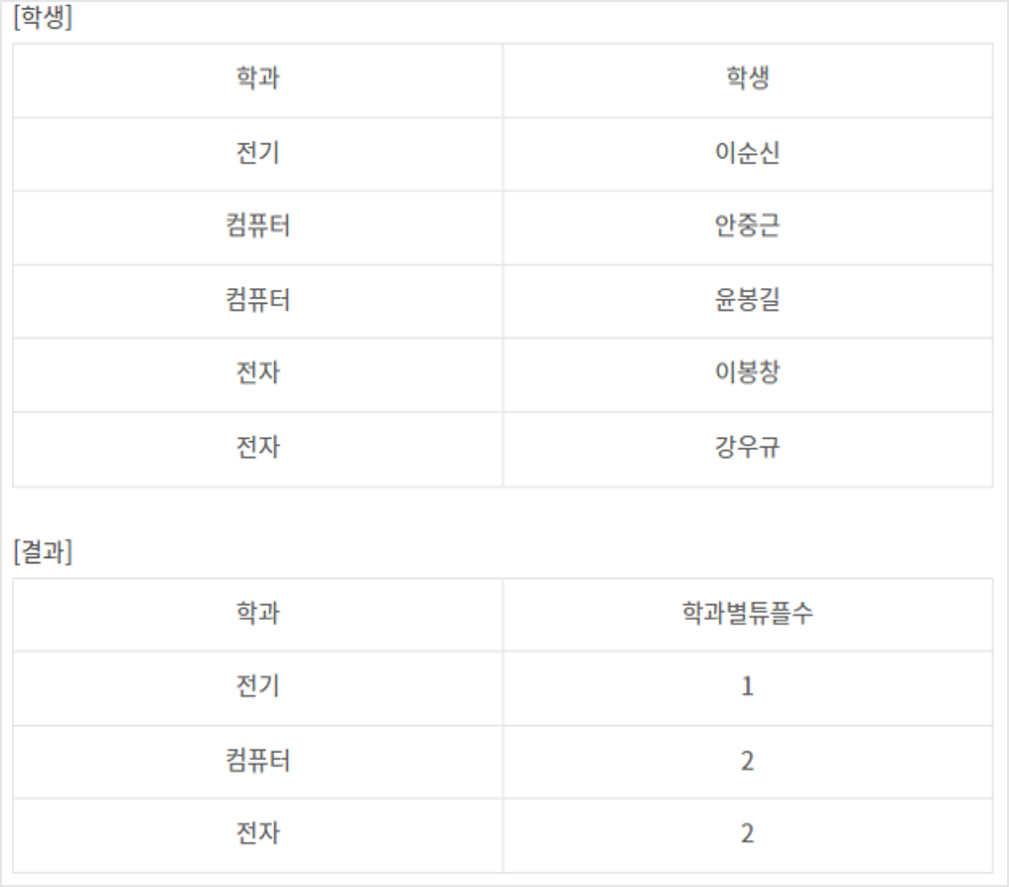 [학생]
학과 학생
전기 이순신
컴퓨터 안중근
컴퓨터 윤봉길
전자 이봉창
전자 강우규
[결과]
학과 학과별튜플수
전기 1
컴퓨터 2
전자 2